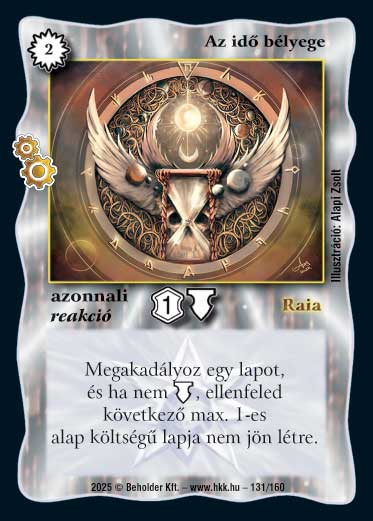 2
Az idő bélyege
Illusztráció: Alapi Zsolt
azonnali
reakció
1
Raia
Megakadályoz egy lapot,
és ha nem , ellenfeled
következő max. 1-es
alap költségű lapja nem jön létre.
2025 © Beholder Kft. – www.hkk.hu – 131/160